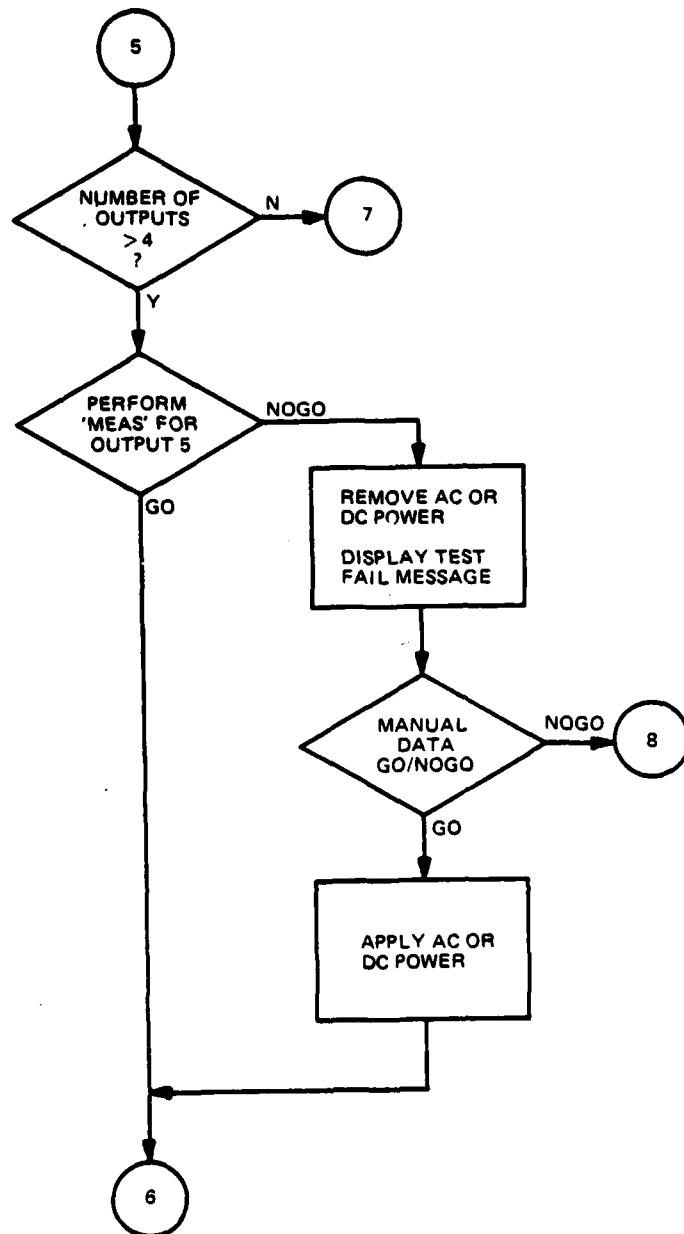 5
NUMBER OF
OUTPUTS
>4
?
N
7
Y
PERFORM
'MEAS' FOR
OUTPUT 5
NOGO
GO
REMOVE AC OR
DC POWER
DISPLAY TEST
FAIL MESSAGE
MANUAL
DATA
GO/NOGO
NOGO
8
GO
APPLY AC OR
DC POWER
6